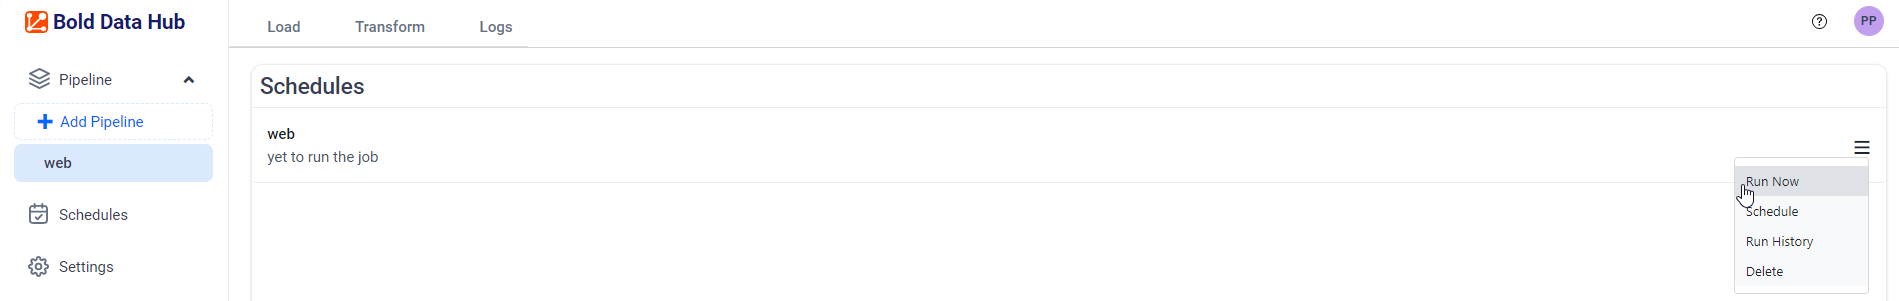 Bold Data Hub
Load
Transform
Logs
PP
Pipeline
Add Pipeline
web
Schedules
Settings
Schedules
web
yet to run the job
Run Now
Schedule
Run History
Delete